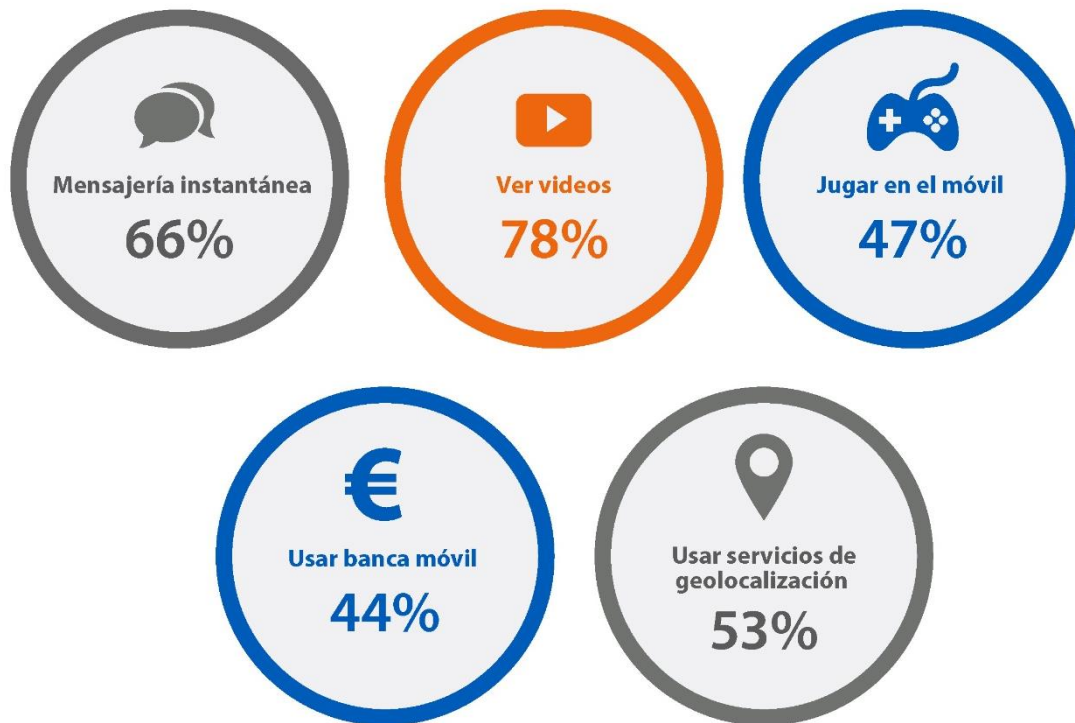 Mensajería instantánea
66%
Ver videos
78%
Jugar en el móvil
47%
€
Usar banca móvil
44%
Usar servicios de
geolocalización
53%